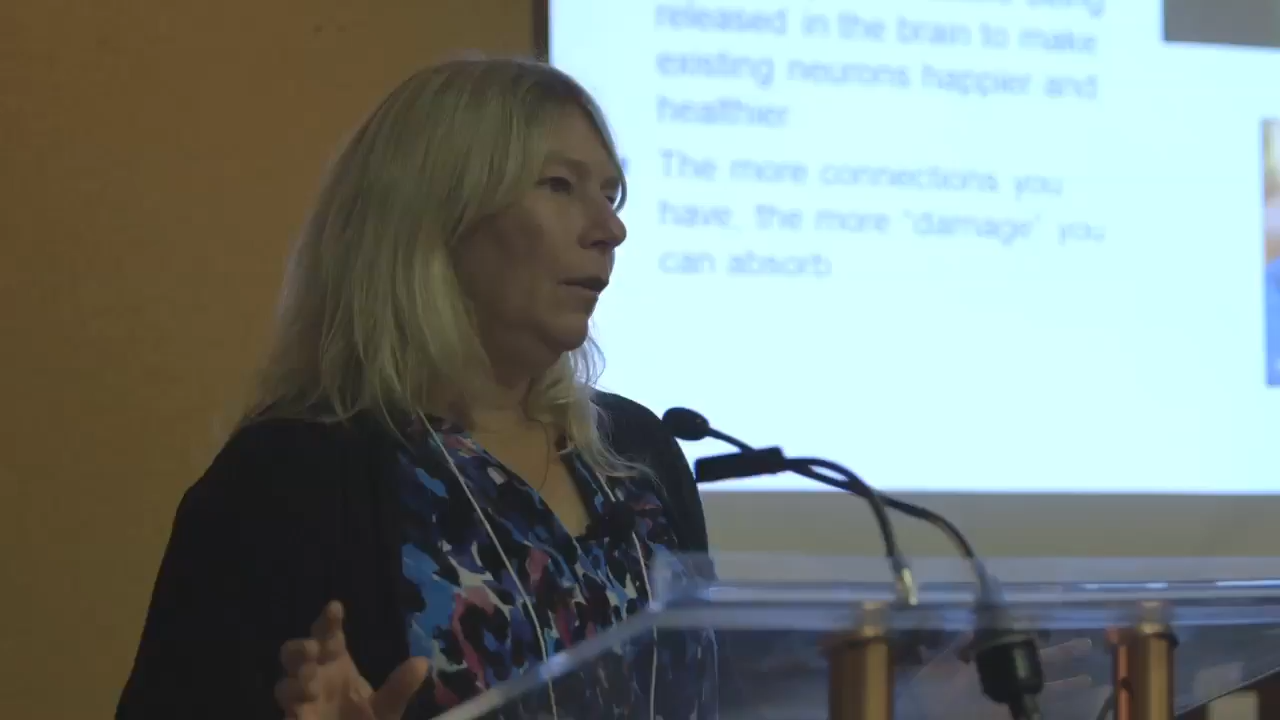 released in the brain to make
existing neurons happier and
healthier
The more connections you
have, the more 'damage' you
can absorb